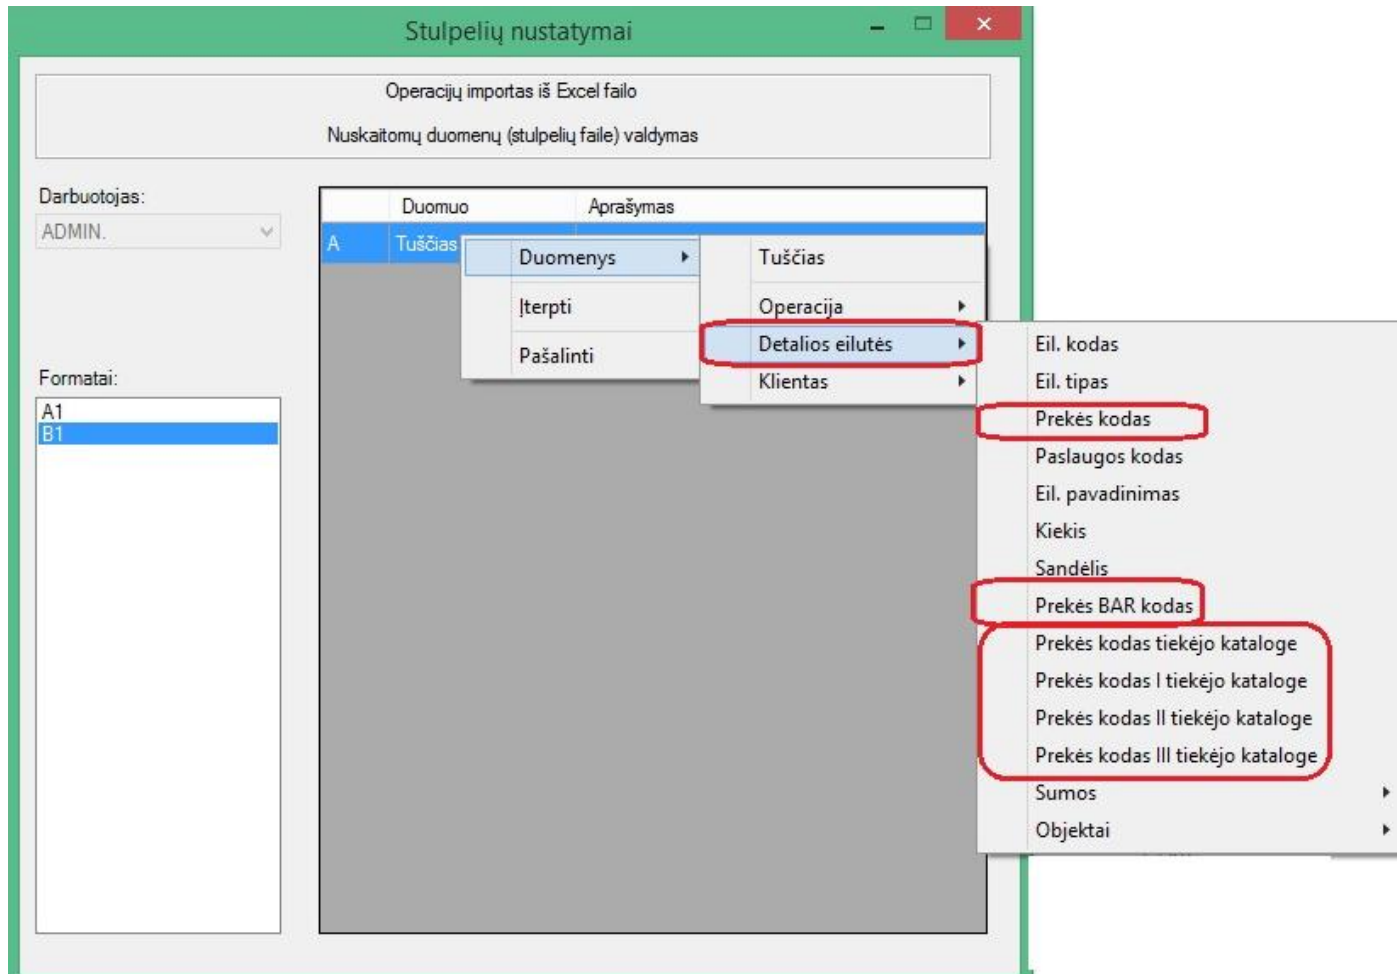 Stulpelių nustatymai
Operacijų importas iš Excel failo
Nuskaitomų duomenų (stulpelių faile) valdymas
Darbuotojas:
ADMIN.
Duomuo Aprašymas
A Tuščias
Duomenys
Įterpti
Pašalinti
Tuščias
Operacija
Detalios eilutės
Klientas
Eil. kodas
Eil. tipas
Prekės kodas
Paslaugos kodas
Eil. pavadinimas
Kiekis
Sandėlis
Prekės BAR kodas
Prekės kodas tiekėjo kataloge
Prekės kodas I tiekėjo kataloge
Prekės kodas II tiekėjo kataloge
Prekės kodas III tiekėjo kataloge
Sumos
Objektai
Formatai:
A1
B1